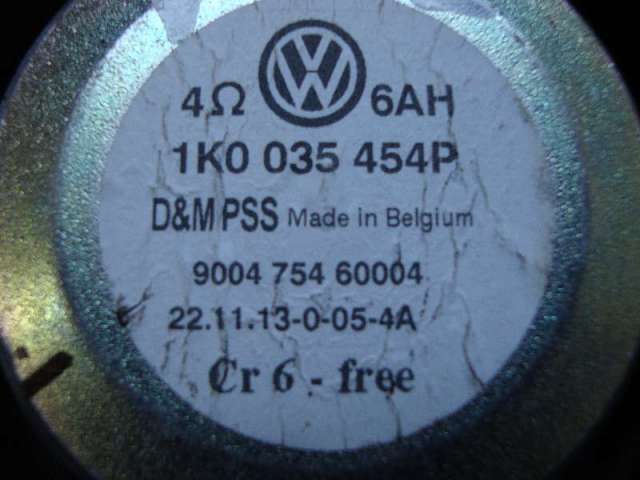 4Ω VW 6AH
1K0 035 454P
D&M PSS Made in Belgium
9004 754 60004
22.11.13-0-05-4A
Cr 6 - free